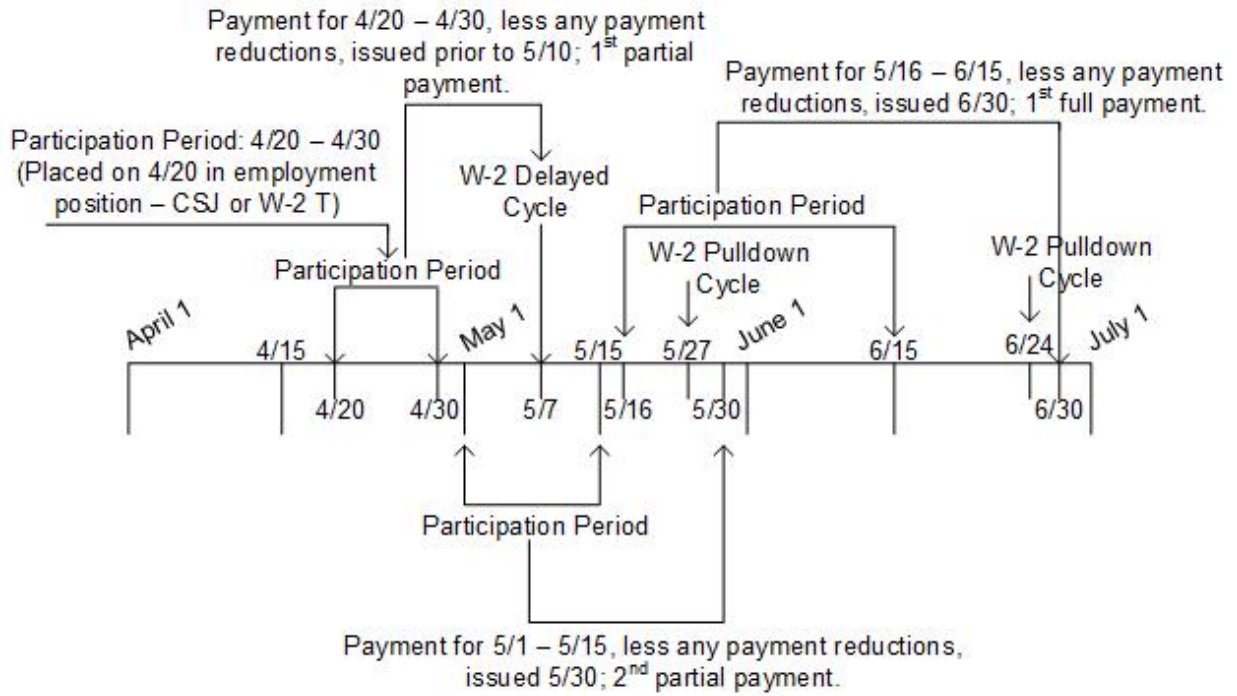 Payment for 4/20 – 4/30, less any payment
reductions, issued prior to 5/10; 1st partial
payment.
Payment for 5/16 – 6/15, less any payment
reductions, issued 6/30; 1st full payment.
Participation Period: 4/20 – 4/30
(Placed on 4/20 in employment
position – CSJ or W-2 T)
W-2 Delayed
Cycle
Participation Period
W-2 Pulldown
Cycle
W-2 Pulldown
Cycle
Participation Period
April 1
4/15
May 1
5/15
5/27
June 1
6/15
6/24
July 1
4/20
4/30
5/7
5/16
5/30
6/30
Participation Period
Payment for 5/1 – 5/15, less any payment reductions,
issued 5/30; 2nd partial payment.